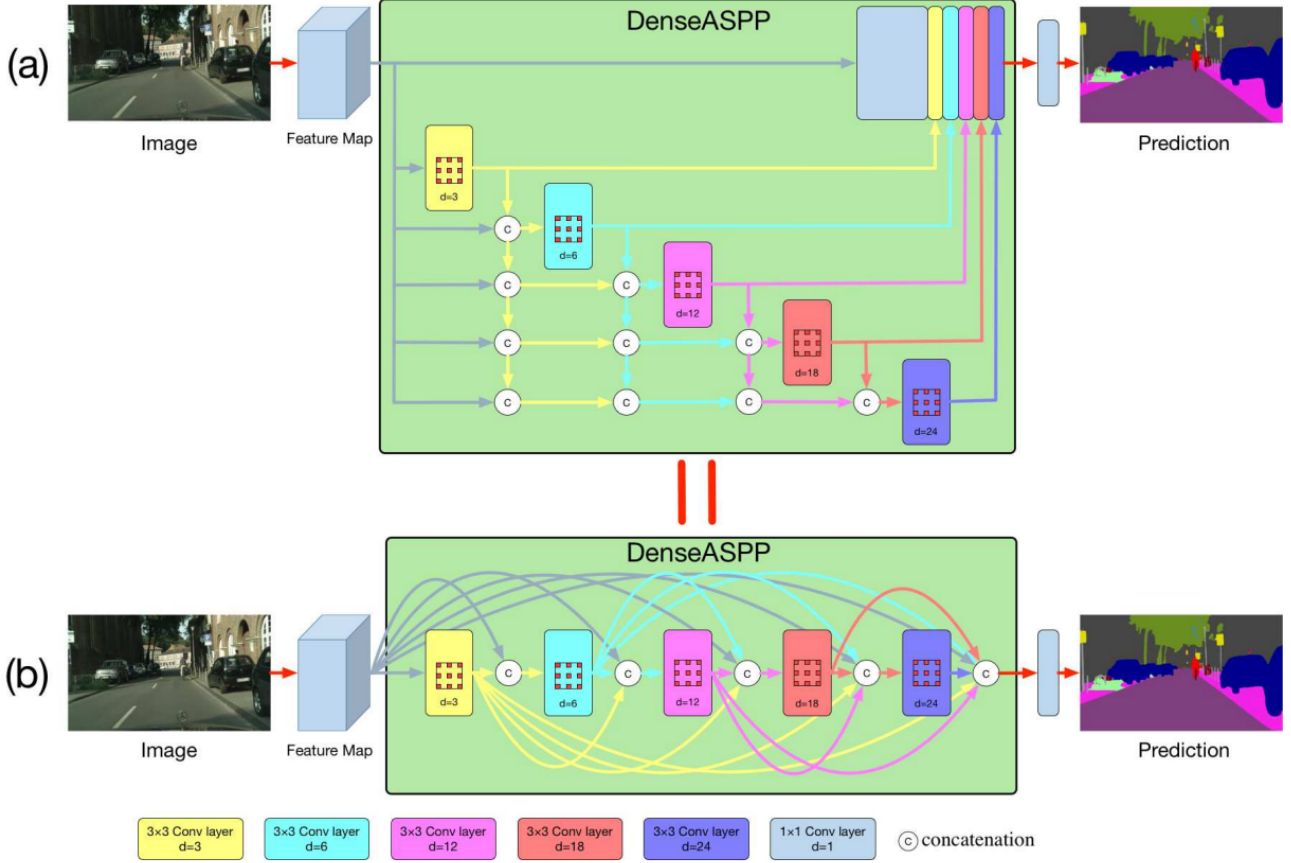 DenseASPP
(a)
Image
Feature Map
Prediction
d=3
C
d=6
C
C
d=12
C
C
C
d=18
C
C
C
C
d=24
DenseASPP
(b)
Image
Feature Map
Prediction
d=3
C
d=6
C
d=12
C
d=18
C
d=24
C
3×3 Conv layer
d=3
3×3 Conv layer
d=6
3×3 Conv layer
d=12
3×3 Conv layer
d=18
3×3 Conv layer
d=24
1×1 Conv layer
d=1
C concatenation